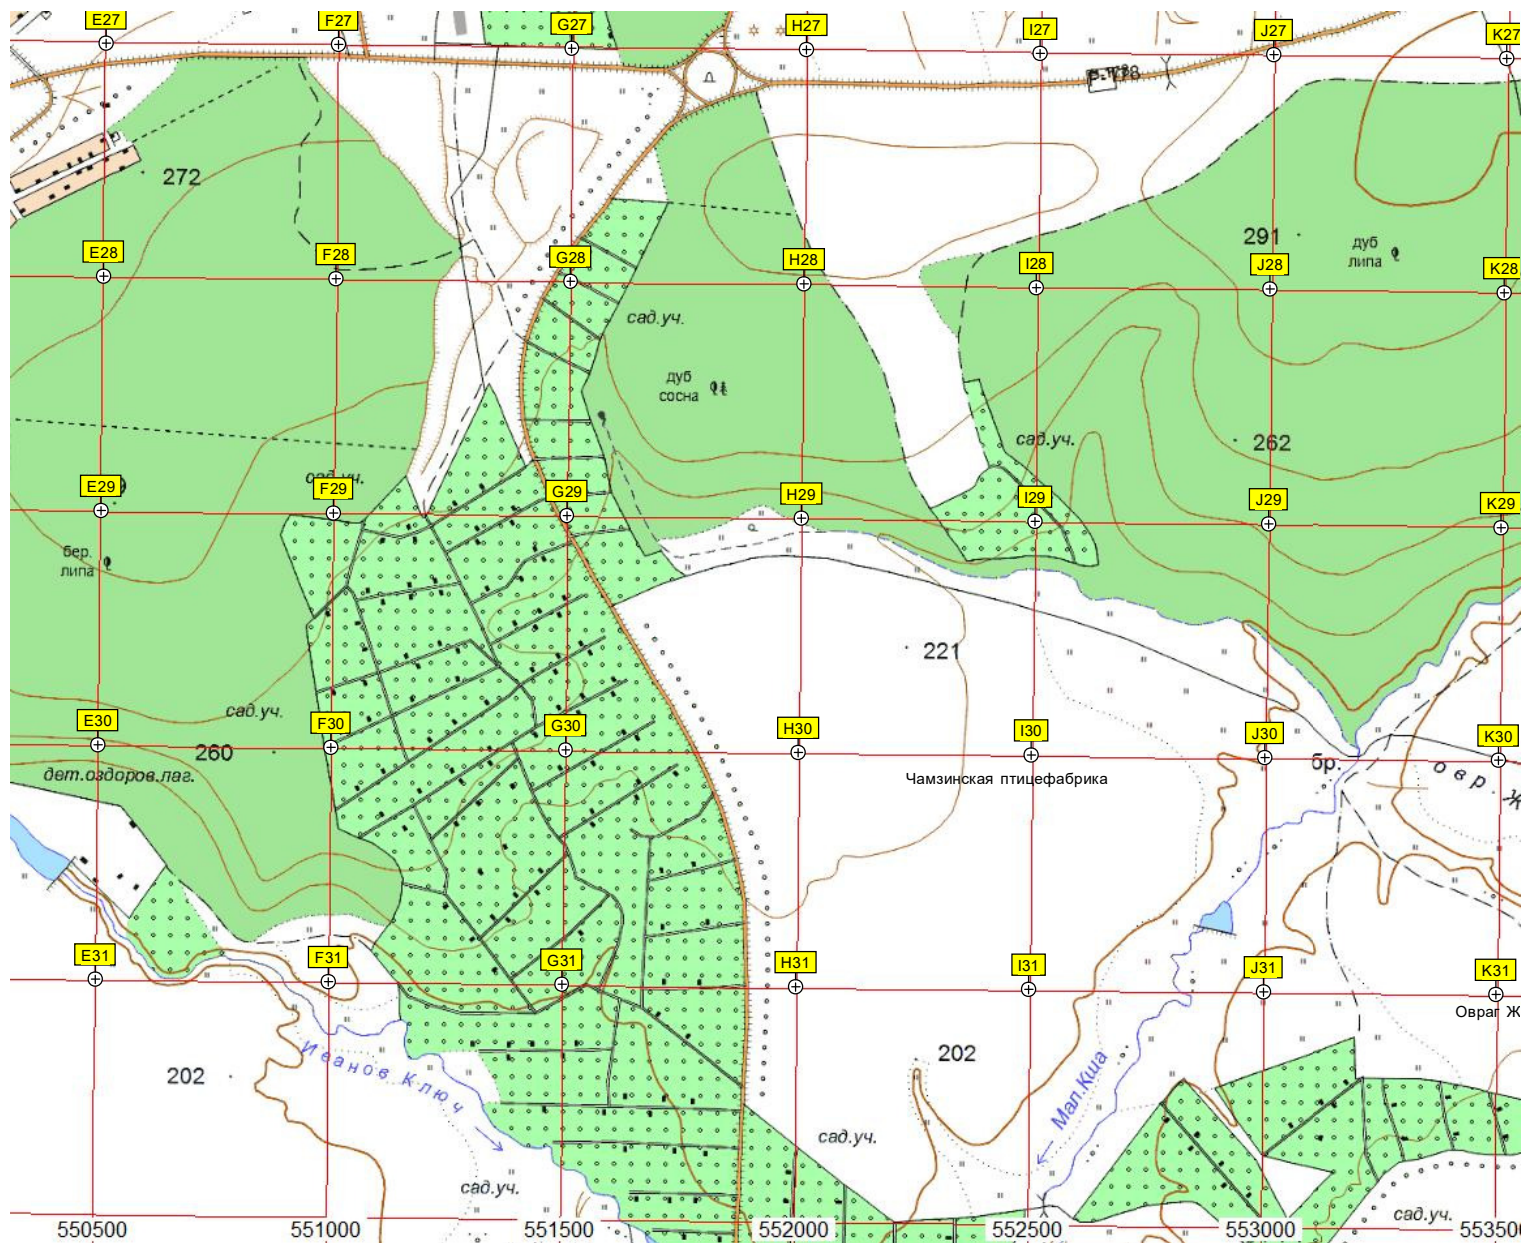 E27
F27
G27
H27
I27
J27
K27
272
E28
F28
G28
H28
I28
291
J28
дуб
липа
K28
сад.уч.
дуб
сосна
сад.уч.
262
сад.уч.
E29
F29
G29
H29
I29
J29
K29
бер.
липа
р.
221
сад.уч.
E30
F30
G30
H30
I30
J30
K30
260
дет.оздоров.лаг.
Чамзинская птицефабрика
бр.
овр. Ж
E31
F31
G31
H31
I31
J31
K31
Овраг Ж
202
Иванов Ключ
202
Мал.Кша
сад.уч.
сад.уч.
сад.уч.
550500
551000
551500
552000
552500
553000
553500